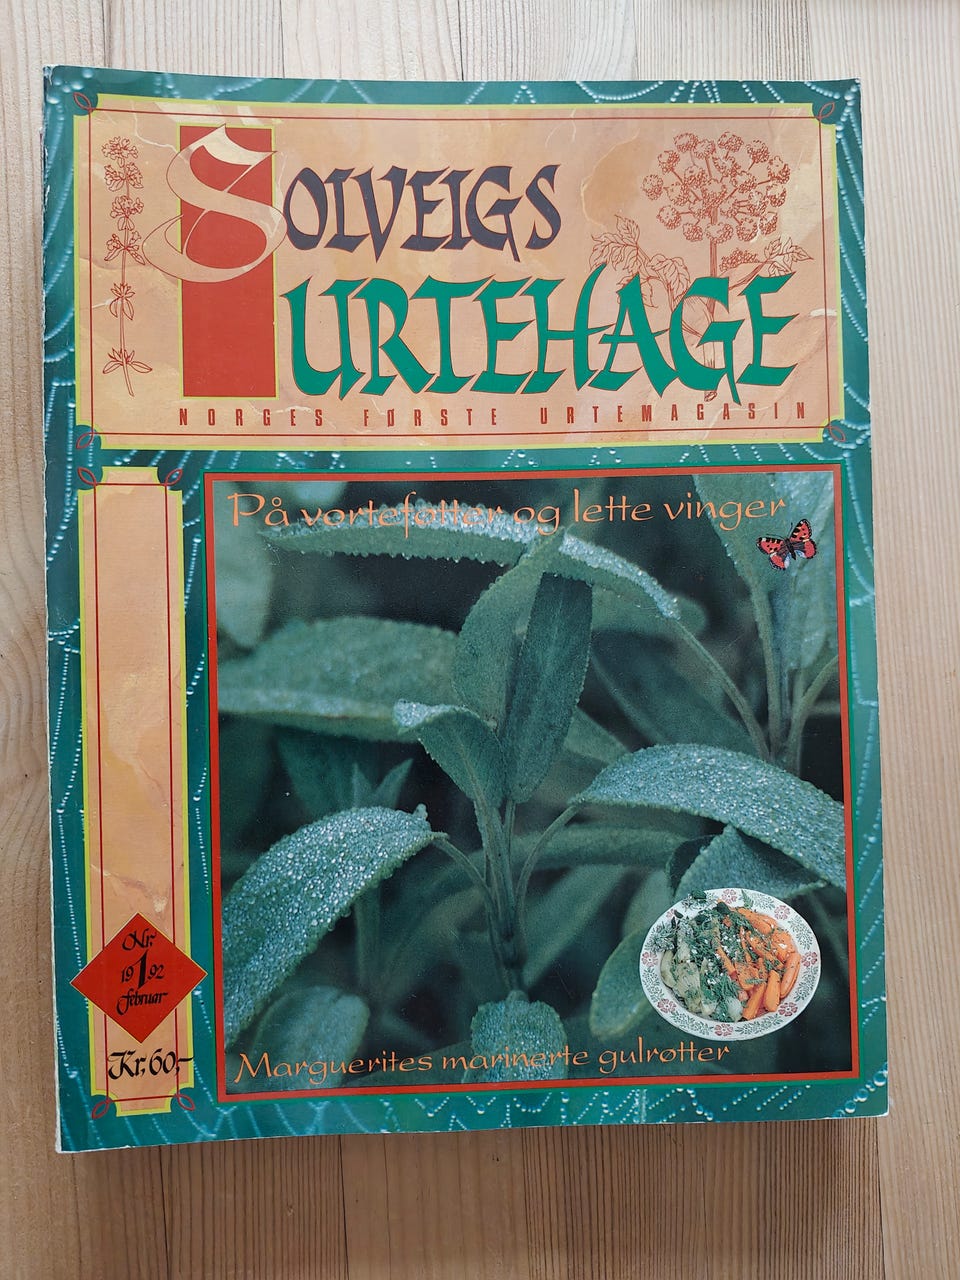 SOLVEIGS
URTEHAGE
NORGES FØRSTE URTEMAGASIN
På vorteføtter og lette vinger
Nr.
1
19 92
februar
Kr. 60,-
Marguerites marinerte gulrøtter